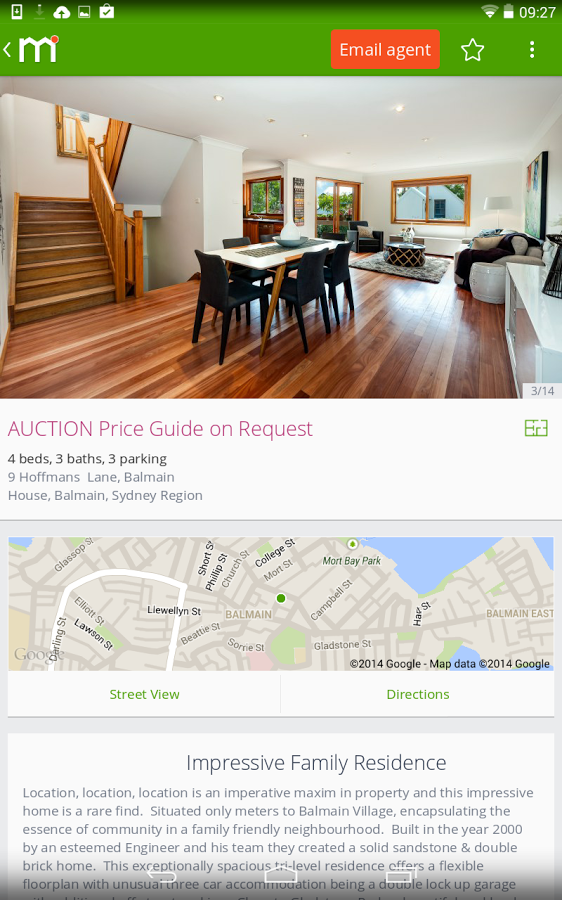 09:27
m
Email agent
3/14
AUCTION Price Guide on Request
4 beds, 3 baths, 3 parking
9 Hoffmans Lane, Balmain
House, Balmain, Sydney Region
Glassop St
Short St
Phillip St
Church St
College St
Mort St
Mort Bay Park
Elliott St
Llewellyn St
BALMAIN
Campbell St
BALMAIN EAST
Darling St
Lawson St
Beattie St
Sorrie St
Gladstone St
Google
©2014 Google - Map data ©2014 Google
Street View
Directions
Impressive Family Residence
Location, location, location is an imperative maxim in property and this impressive
home is a rare find. Situated only meters to Balmain Village, encapsulating the
essence of community in a family friendly neighbourhood. Built in the year 2000
by an esteemed Engineer and his team they created a solid sandstone & double
brick home. This exceptionally spacious tri-level residence offers a flexible
floorplan with unusual three car accommodation being a double lock up garage